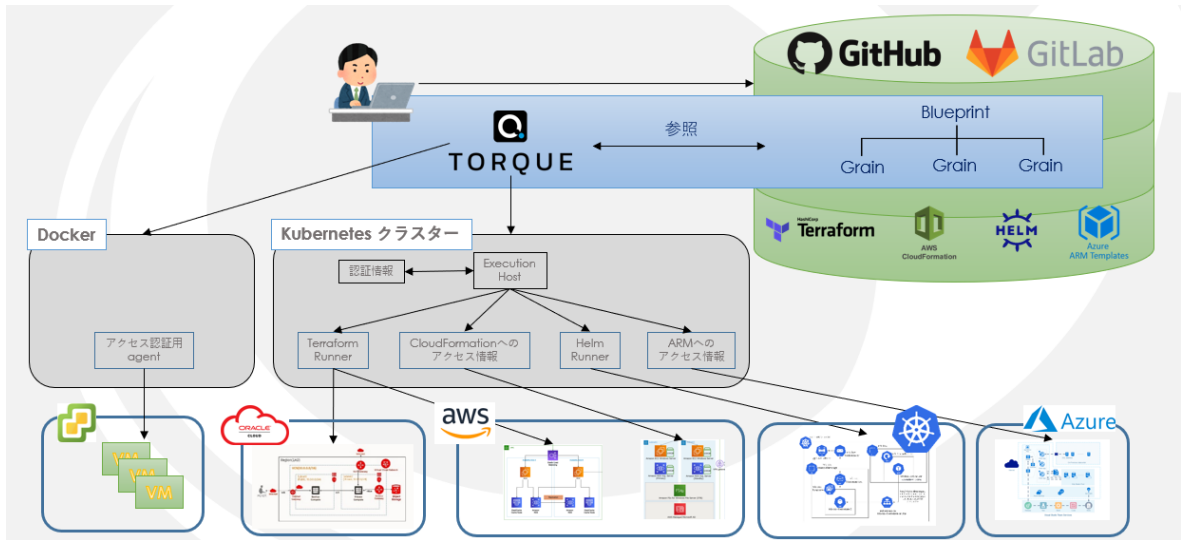 GitHub
GitLab
TORQUE
参照
Blueprint
Grain
Grain
Grain
HashiCorp
Terraform
AWS
CloudFormation
HELM
Azure
ARM Templates
Docker
Kubernetes クラスター
認証情報
Execution
Host
アクセス認証用
agent
Terraform
Runner
CloudFormationへの
アクセス情報
Helm
Runner
ARMへの
アクセス情報
ORACLE
CLOUD
aws
Azure
VM
VM
VM